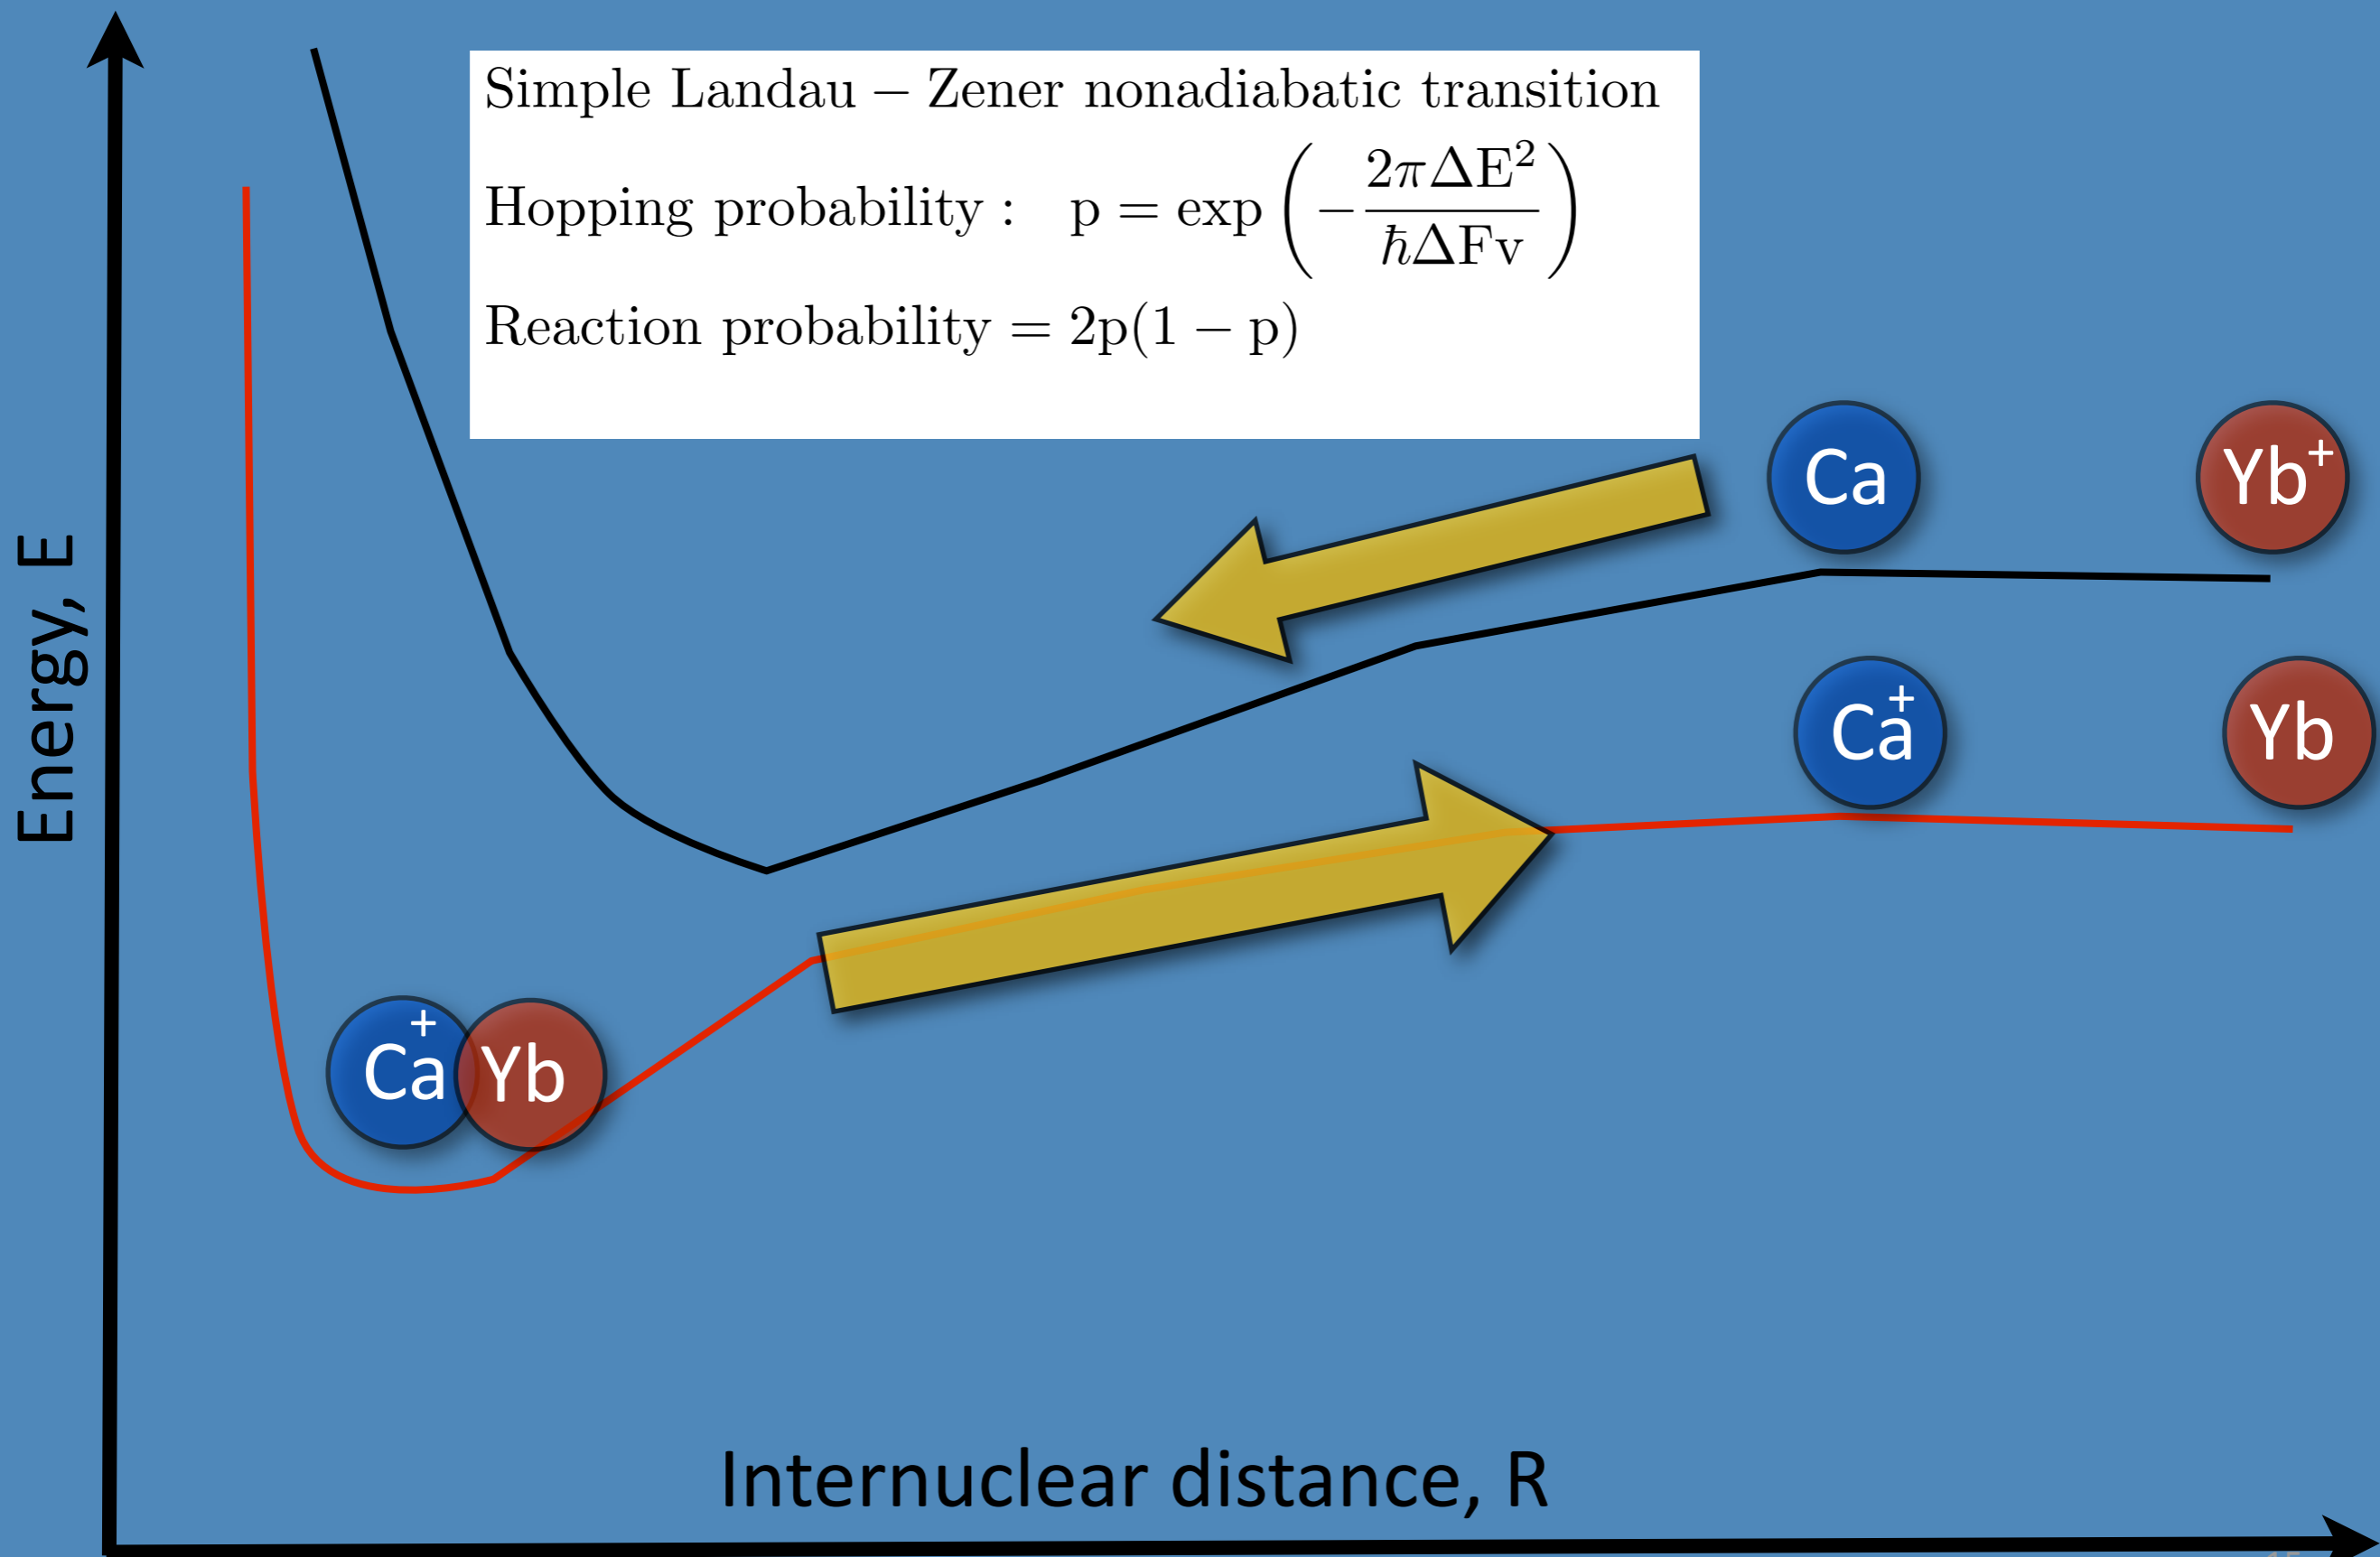 Simple Landau – Zener nonadiabatic transition
Hopping probability : p = exp(−2πΔE²/ℏΔFv)
Reaction probability = 2p(1 − p)
Ca
Yb⁺
Energy, E
Ca⁺
Yb
Ca⁺
Yb
Internuclear distance, R